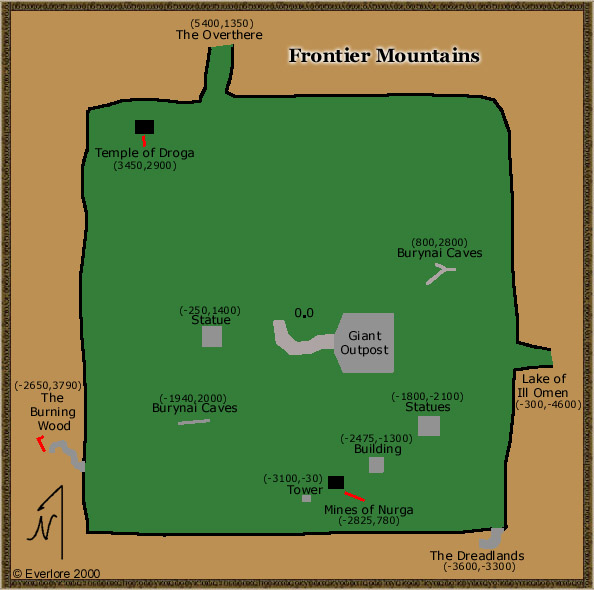 (5400,1350)
The Overthere
Frontier Mountains
Temple of Droga
(3450,2900)
(800,2800)
Burynai Caves
(-250,1400)
Statue
0.0
Giant
Outpost
(-2650,3790)
The
Burning
Wood
(-1940,2000)
Burynai Caves
Lake of
Ill Omen
(-300,-4600)
(-1800,-2100)
Statues
(-2475,-1300)
Building
(-3100,-30)
Tower
Mines of Nurga
(-2825,780)
N
The Dreadlands
(-3600,-3300)
© Everlore 2000